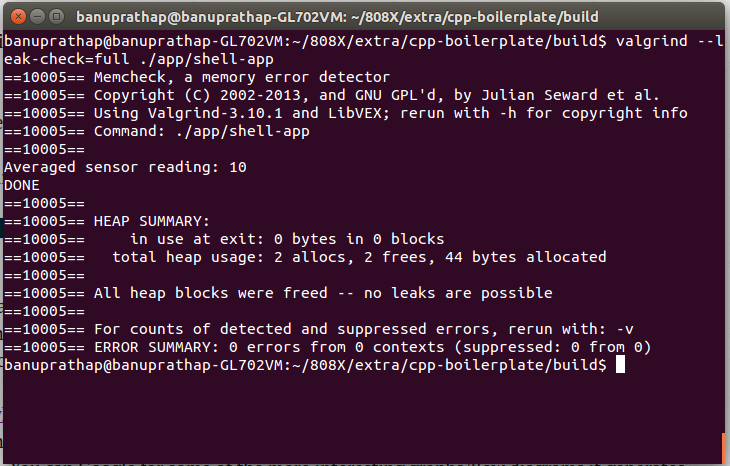 banuprathap@banuprathap-GL702VM: ~/808X/extra/cpp-boilerplate/build
banuprathap@banuprathap-GL702VM:~/808X/extra/cpp-boilerplate/build$ valgrind --l
eak-check=full ./app/shell-app
==10005== Memcheck, a memory error detector
==10005== Copyright (C) 2002-2013, and GNU GPL'd, by Julian Seward et al.
==10005== Using Valgrind-3.10.1 and LibVEX; rerun with -h for copyright info
==10005== Command: ./app/shell-app
==10005==
Averaged sensor reading: 10
DONE
==10005==
==10005== HEAP SUMMARY:
==10005==     in use at exit: 0 bytes in 0 blocks
==10005==   total heap usage: 2 allocs, 2 frees, 44 bytes allocated
==10005==
==10005== All heap blocks were freed -- no leaks are possible
==10005==
==10005== For counts of detected and suppressed errors, rerun with: -v
==10005== ERROR SUMMARY: 0 errors from 0 contexts (suppressed: 0 from 0)
banuprathap@banuprathap-GL702VM:~/808X/extra/cpp-boilerplate/build$